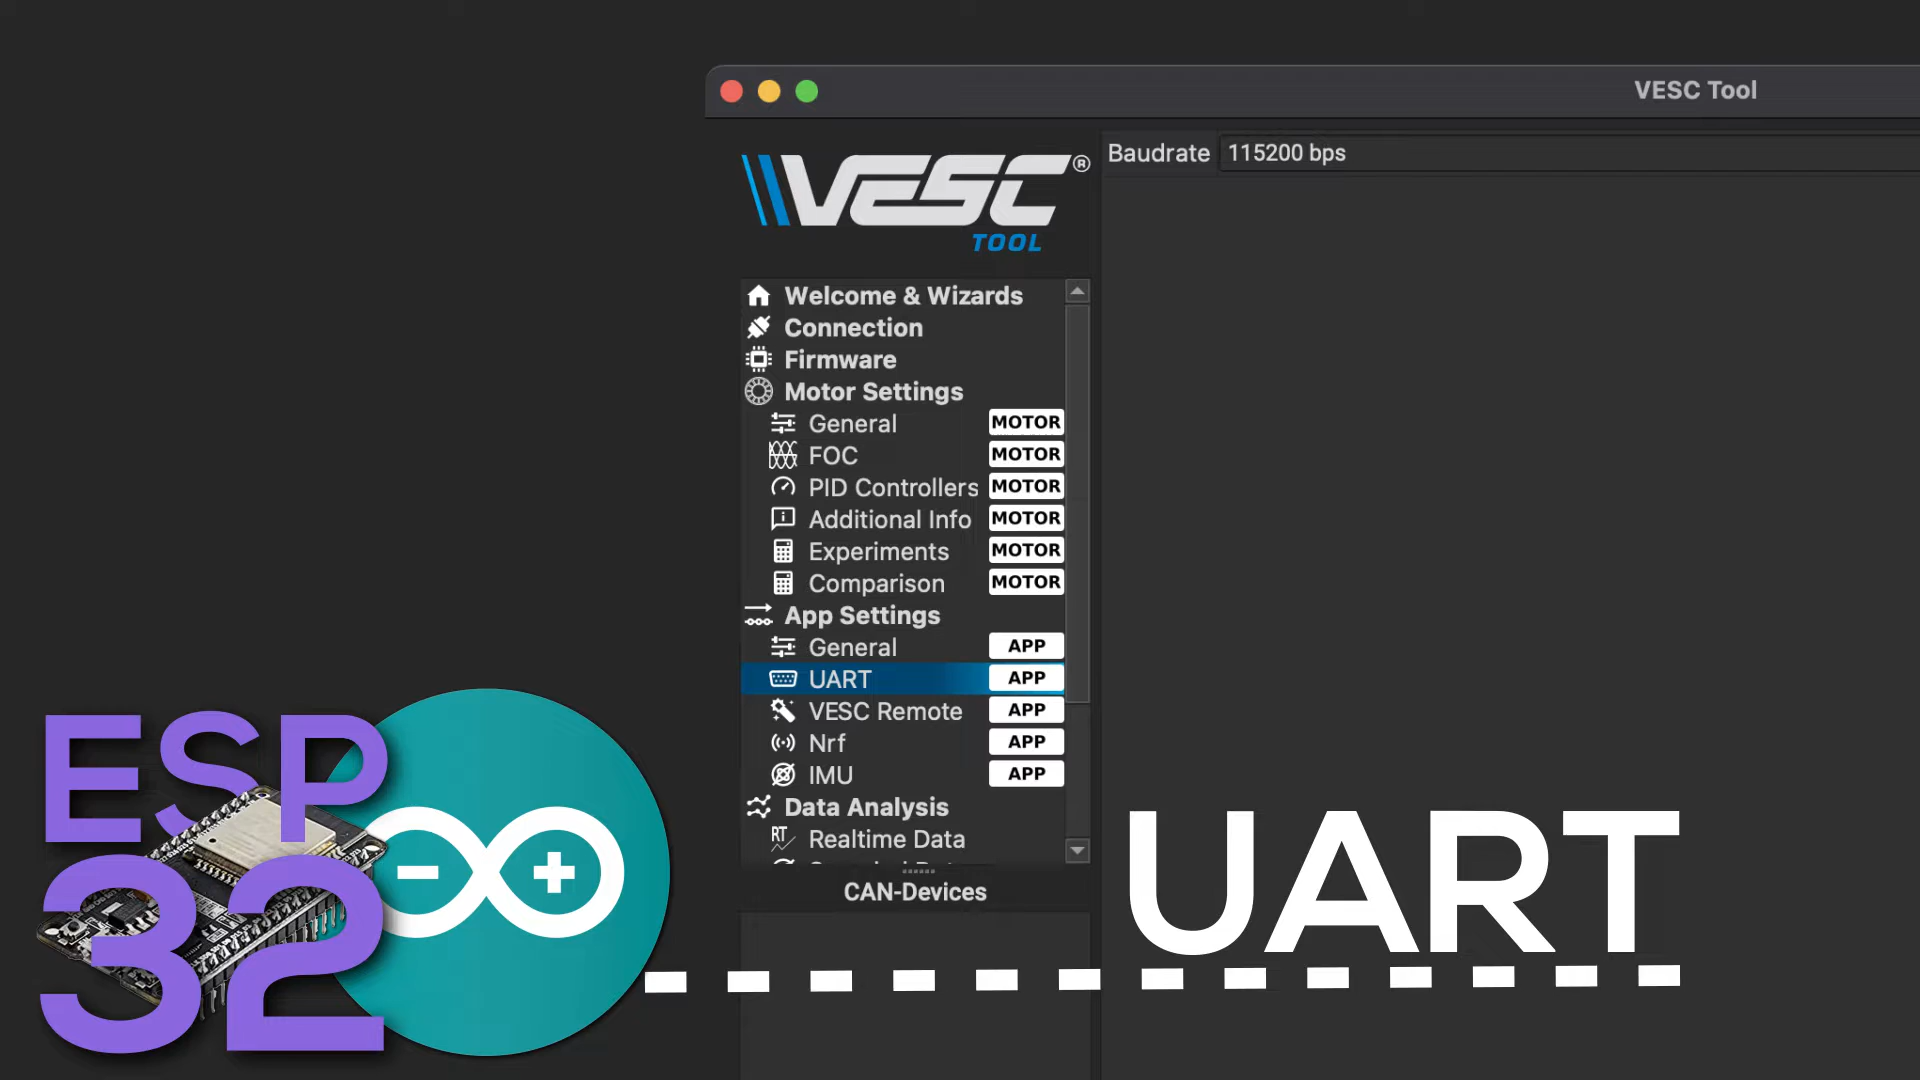 VESC Tool
VESC®
TOOL
Baudrate 115200 bps
Welcome & Wizards
Connection
Firmware
Motor Settings
General MOTOR
FOC MOTOR
PID Controllers MOTOR
Additional Info MOTOR
Experiments MOTOR
Comparison MOTOR
App Settings
General APP
UART APP
VESC Remote APP
Nrf APP
IMU APP
Data Analysis
RT Realtime Data
CAN-Devices
ESP
32
UART